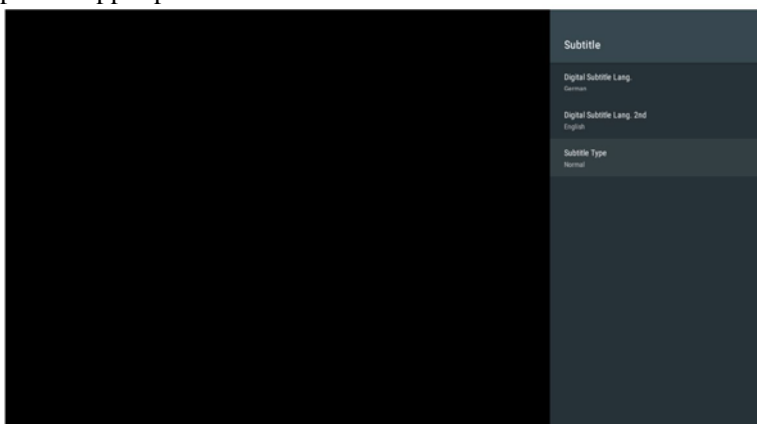 Subtitle
Digital Subtitle Lang.
German
Digital Subtitle Lang. 2nd
English
Subtitle Type
Normal